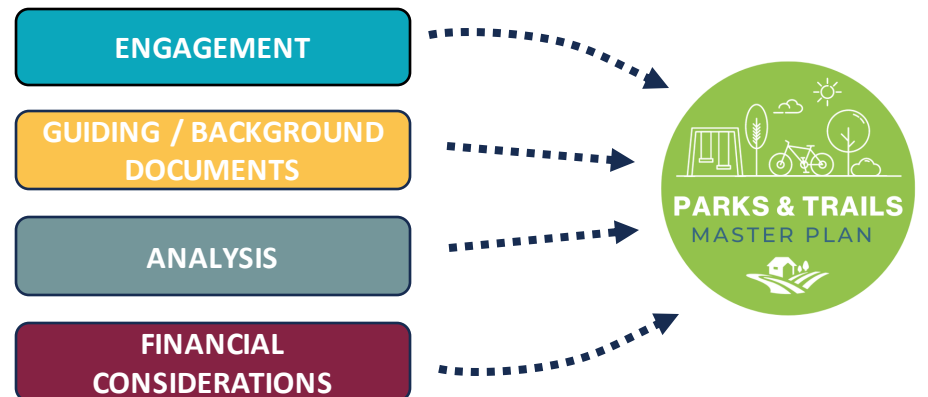 ENGAGEMENT
GUIDING / BACKGROUND
DOCUMENTS
ANALYSIS
FINANCIAL
CONSIDERATIONS
PARKS & TRAILS
MASTER PLAN